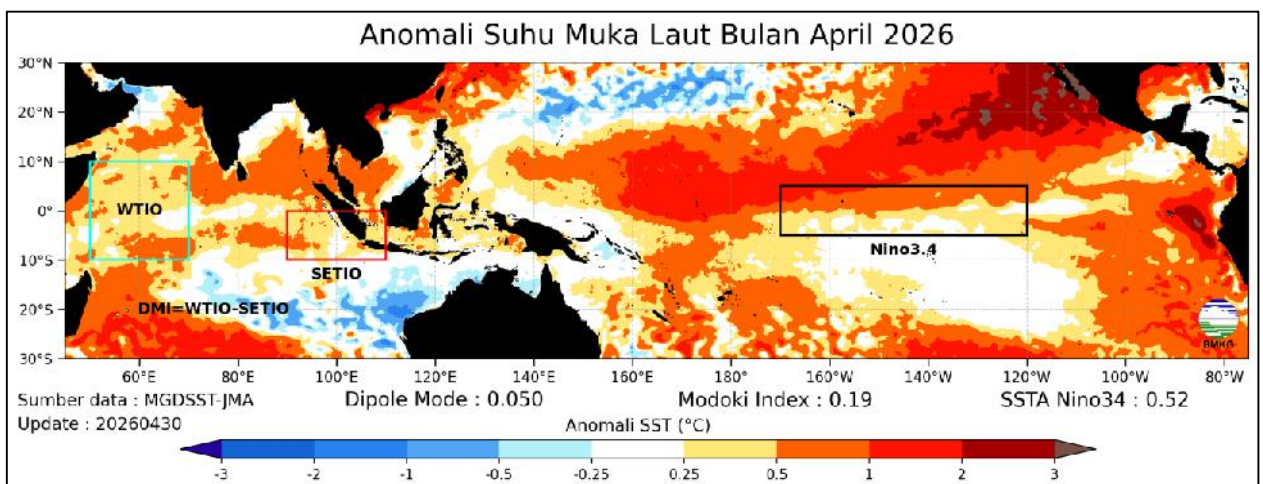 Anomali Suhu Muka Laut Bulan April 2026
30°N
20°N
10°N
0°
10°S
20°S
30°S
WTIO
SETIO
Nino3.4
DMI=WTIO-SETIO
BMKG
60°E 80°E 100°E 120°E 140°E 160°E 180° 160°W 140°W 120°W 100°W 80°W
Sumber data : MGDSST-JMA Dipole Mode : 0.050 Modoki Index : 0.19 SSTA Nino34 : 0.52
Update : 20260430
Anomali SST (°C)
-3 -2 -1 -0.5 -0.25 0.25 0.5 1 2 3